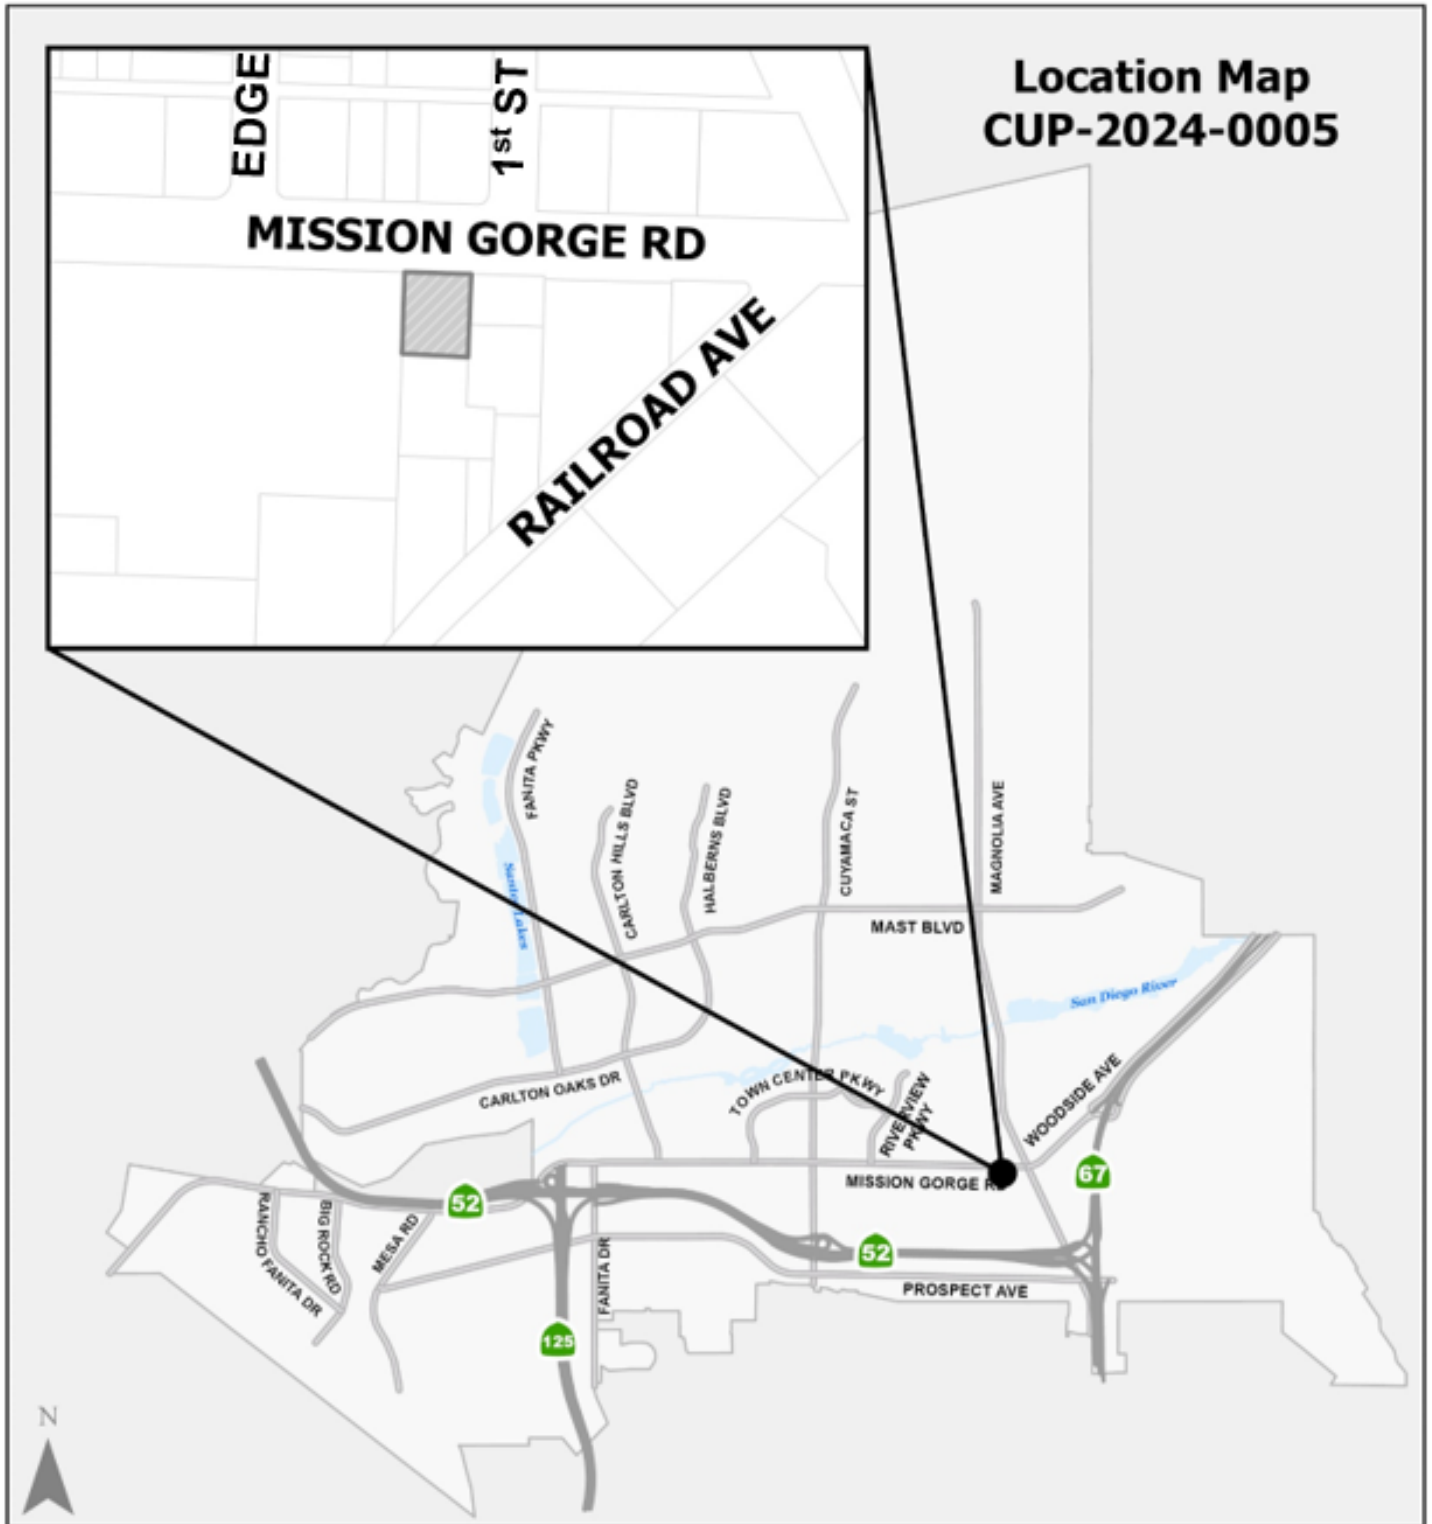 Location Map
CUP-2024-0005
EDGE
1st ST
MISSION GORGE RD
RAILROAD AVE
FANITA PKWY
CARLTON HILLS BLVD
HALBERNS BLVD
CUYAMACA ST
MAGNOLIA AVE
Santee Lakes
MAST BLVD
San Diego River
CARLTON OAKS DR
TOWN CENTER PKWY
RIVERVIEW
PKWY
WOODSIDE AVE
MISSION GORGE RD
67
52
52
RANCHO FANITA DR
BIG ROCK RD
MESA RD
FANITA DR
PROSPECT AVE
125
N